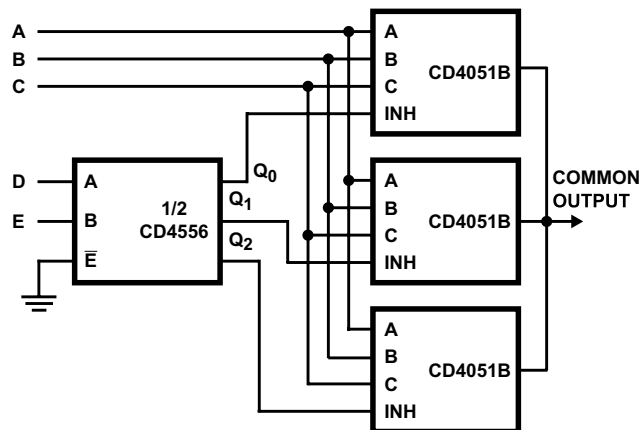 A
B
C
A
B
C
INH
CD4051B
D
E
A
B
E̅
1/2
CD4556
Q0
Q1
Q2
A
B
C
INH
CD4051B
COMMON
OUTPUT
A
B
C
INH
CD4051B